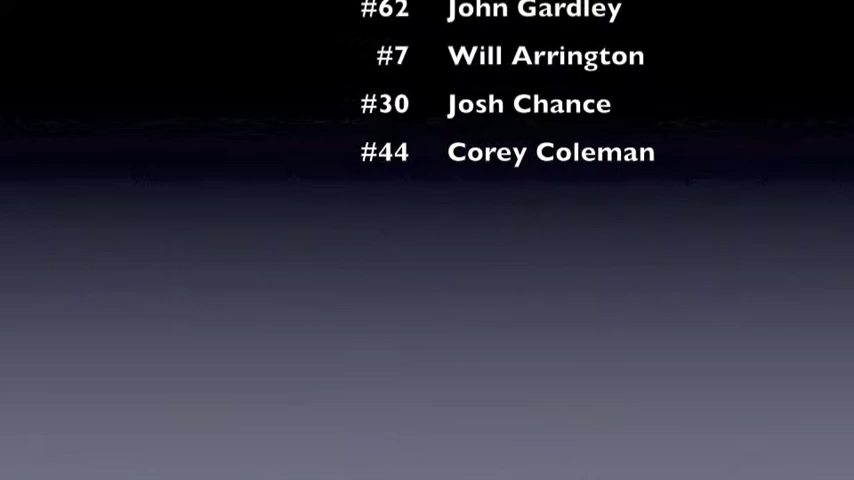 #62 John Gardley
#7 Will Arrington
#30 Josh Chance
#44 Corey Coleman